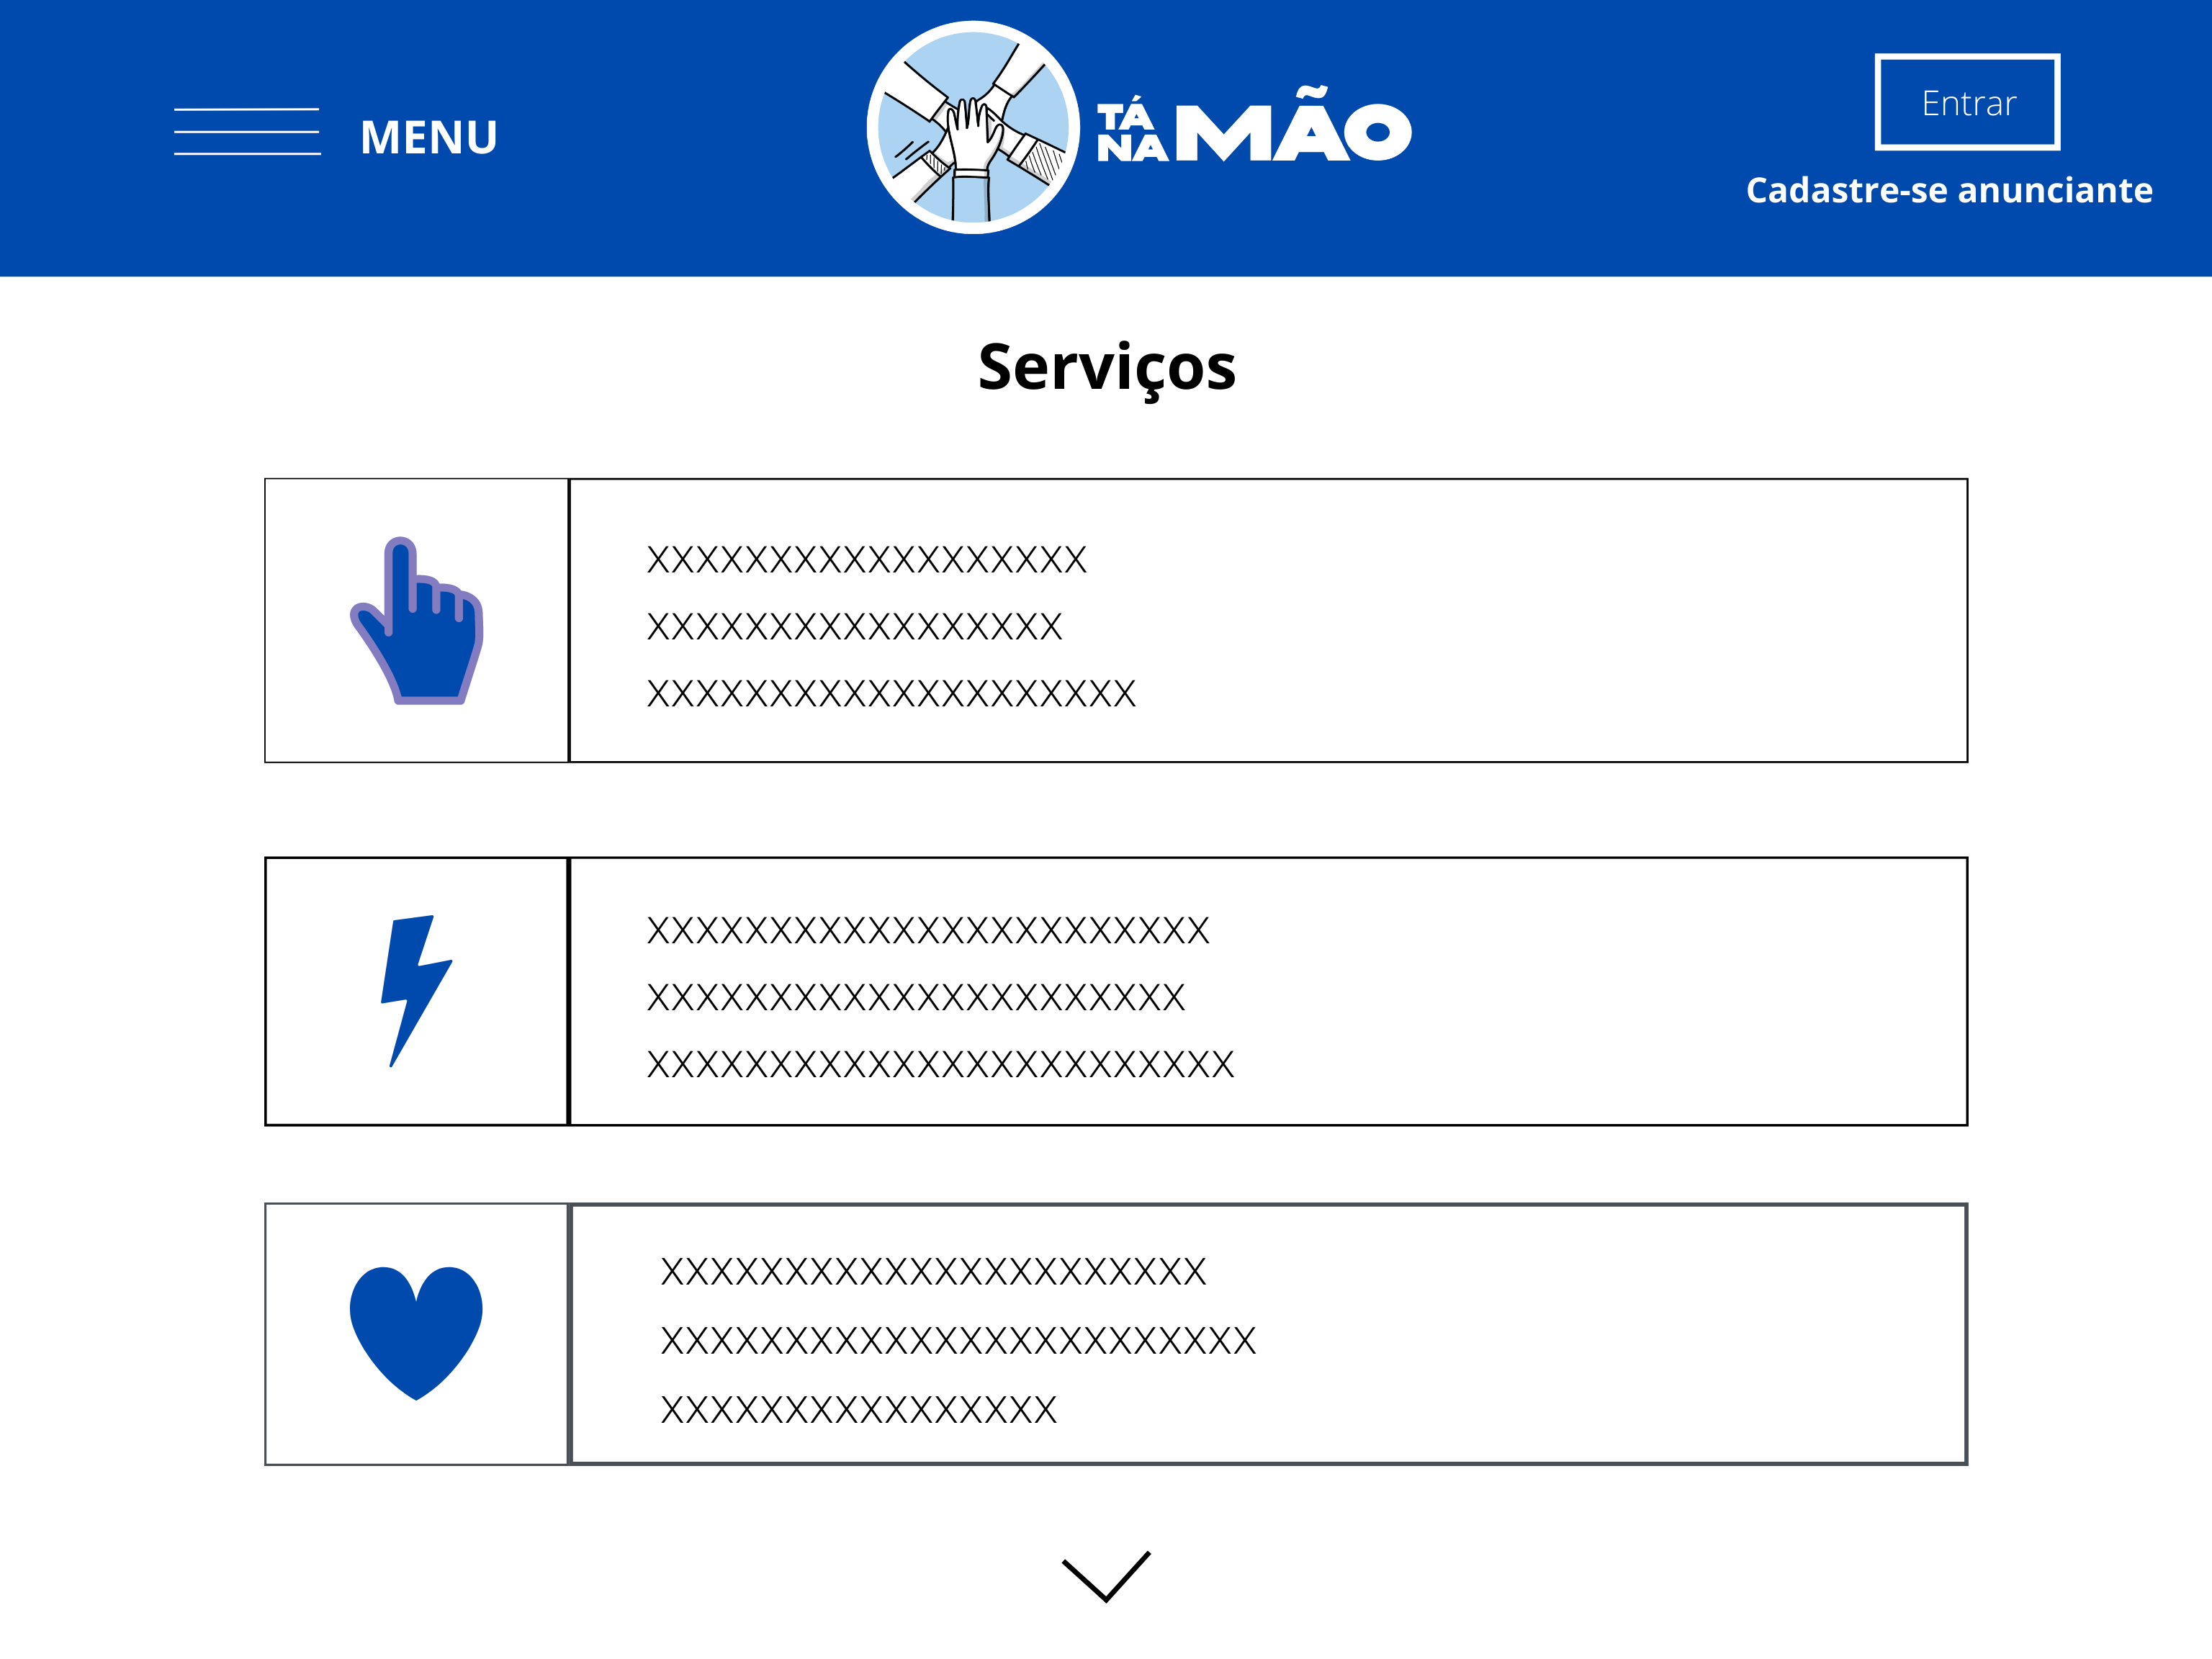 MENU
TÁ
NA MÃO
Entrar
Cadastre-se anunciante
Serviços
XXXXXXXXXXXXXXXXXX
XXXXXXXXXXXXXXXXX
XXXXXXXXXXXXXXXXXXXX
XXXXXXXXXXXXXXXXXXXXXXX
XXXXXXXXXXXXXXXXXXXXXX
XXXXXXXXXXXXXXXXXXXXXXXX
XXXXXXXXXXXXXXXXXXXXXX
XXXXXXXXXXXXXXXXXXXXXXXX
XXXXXXXXXXXXXXXX